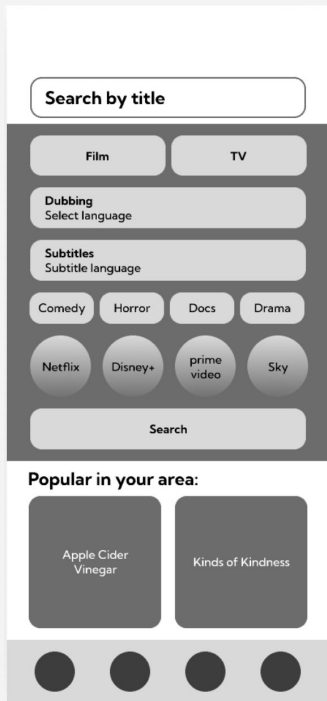 Search by title
Film
TV
Dubbing
Select language
Subtitles
Subtitle language
Comedy
Horror
Docs
Drama
Netflix
Disney+
prime
video
Sky
Search
Popular in your area:
Apple Cider
Vinegar
Kinds of Kindness